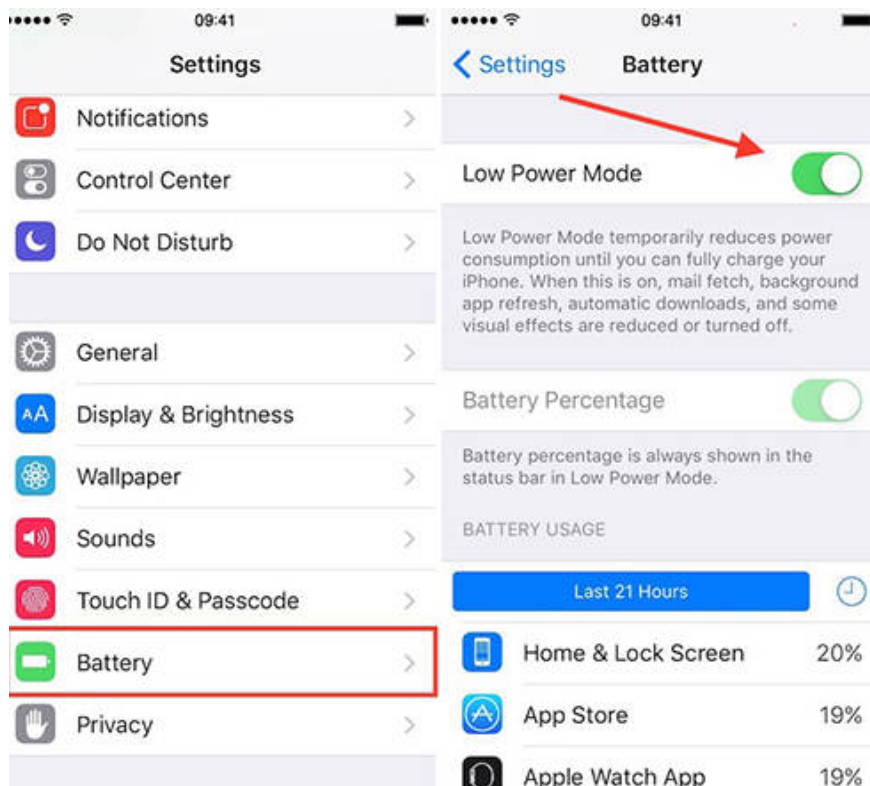 09:41
Settings
Notifications
Control Center
Do Not Disturb
General
AA
Display & Brightness
Wallpaper
Sounds
Touch ID & Passcode
Battery
Privacy
09:41
Settings
Battery
Low Power Mode
Low Power Mode temporarily reduces power
consumption until you can fully charge your
iPhone. When this is on, mail fetch, background
app refresh, automatic downloads, and some
visual effects are reduced or turned off.
Battery Percentage
Battery percentage is always shown in the
status bar in Low Power Mode.
BATTERY USAGE
Last 21 Hours
Home & Lock Screen 20%
App Store 19%
Apple Watch App 19%